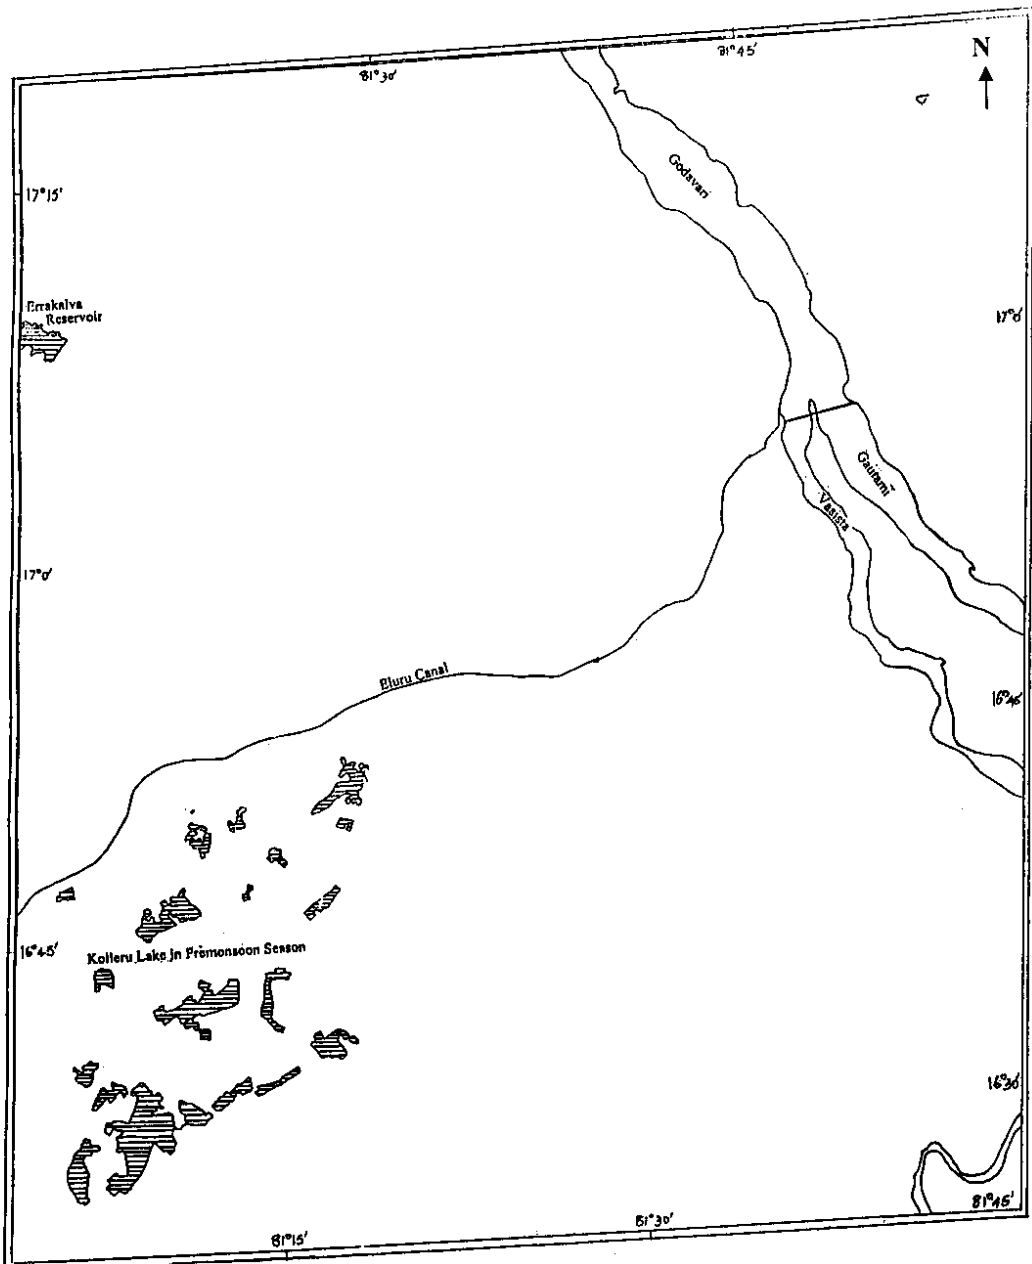 81°45'
81°30'
N
Godavari
17°15'
Errakalva
Reservoir
17°0'
Gautami
Vasista
17°0'
Eluru Canal
16°45'
16°45'
Kolleru Lake in Premonsoon Season
16°30'
81°45'
81°30'
81°15'